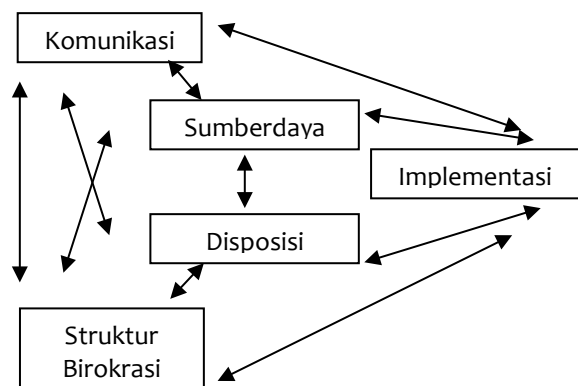 Komunikasi
Sumberdaya
Implementasi
Disposisi
Struktur
Birokrasi